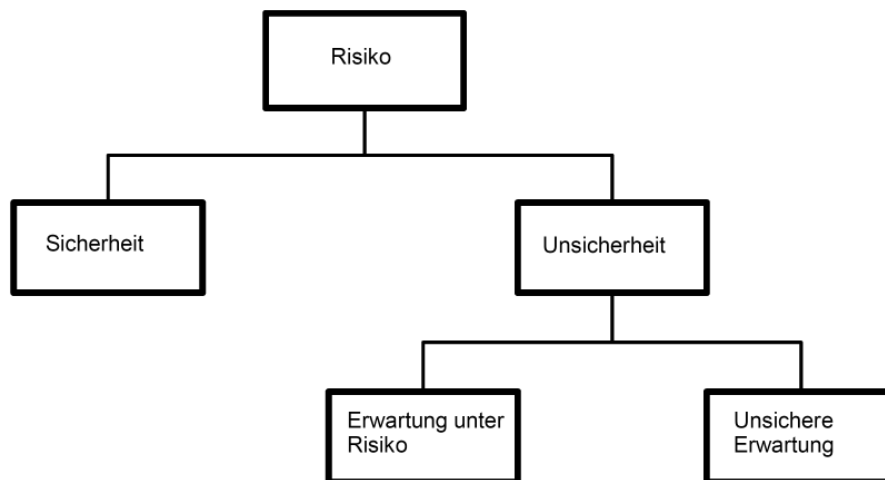 Risiko
Sicherheit
Unsicherheit
Erwartung unter
Risiko
Unsichere
Erwartung